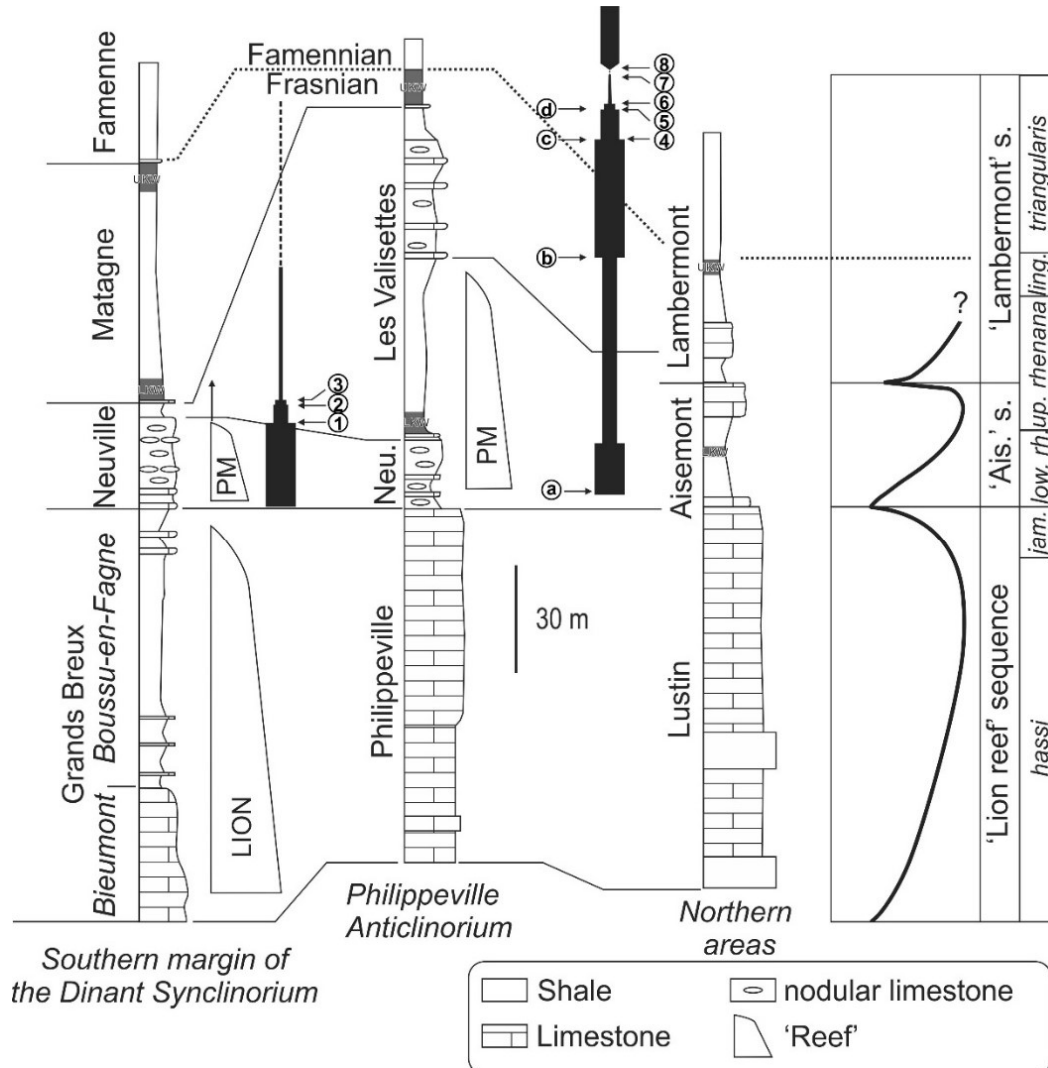 Famennian
Frasnian
Famenne
Matagne
Neuville
Grands Breux
Boussu-en-Fagne
Bieumont
UKW
LKW
PM
LION
3
2
1
Southern margin of
the Dinant Synclinorium
Les Valisettes
Neu.
Philippeville
UKW
LKW
PM
Philippeville
Anticlinorium
30 m
a
b
c
d
8
7
6
5
4
Lambermont
Aisemont
Lustin
UKW
Northern
areas
?
'Lambermont' s.
'Ais.' s.
'Lion reef' sequence
triangularis
ling.
up. rhenana
low. rh.
jam.
hassi
Shale
nodular limestone
Limestone
'Reef'